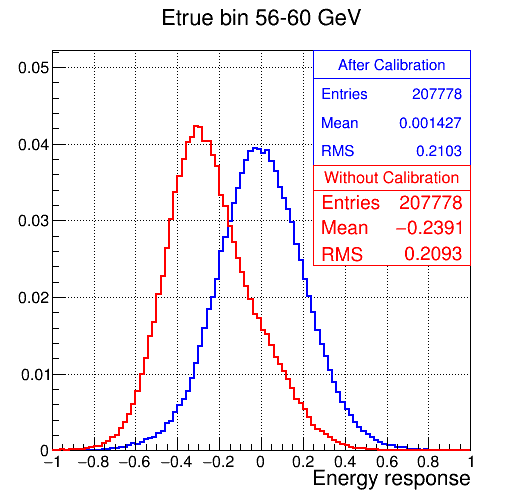 Etrue bin 56-60 GeV
After Calibration
Entries 207778
Mean 0.001427
RMS 0.2103
Without Calibration
Entries 207778
Mean −0.2391
RMS 0.2093
0.05
0.04
0.03
0.02
0.01
0
−1 −0.8 −0.6 −0.4 −0.2 0 0.2 0.4 0.6 0.8 1
Energy response